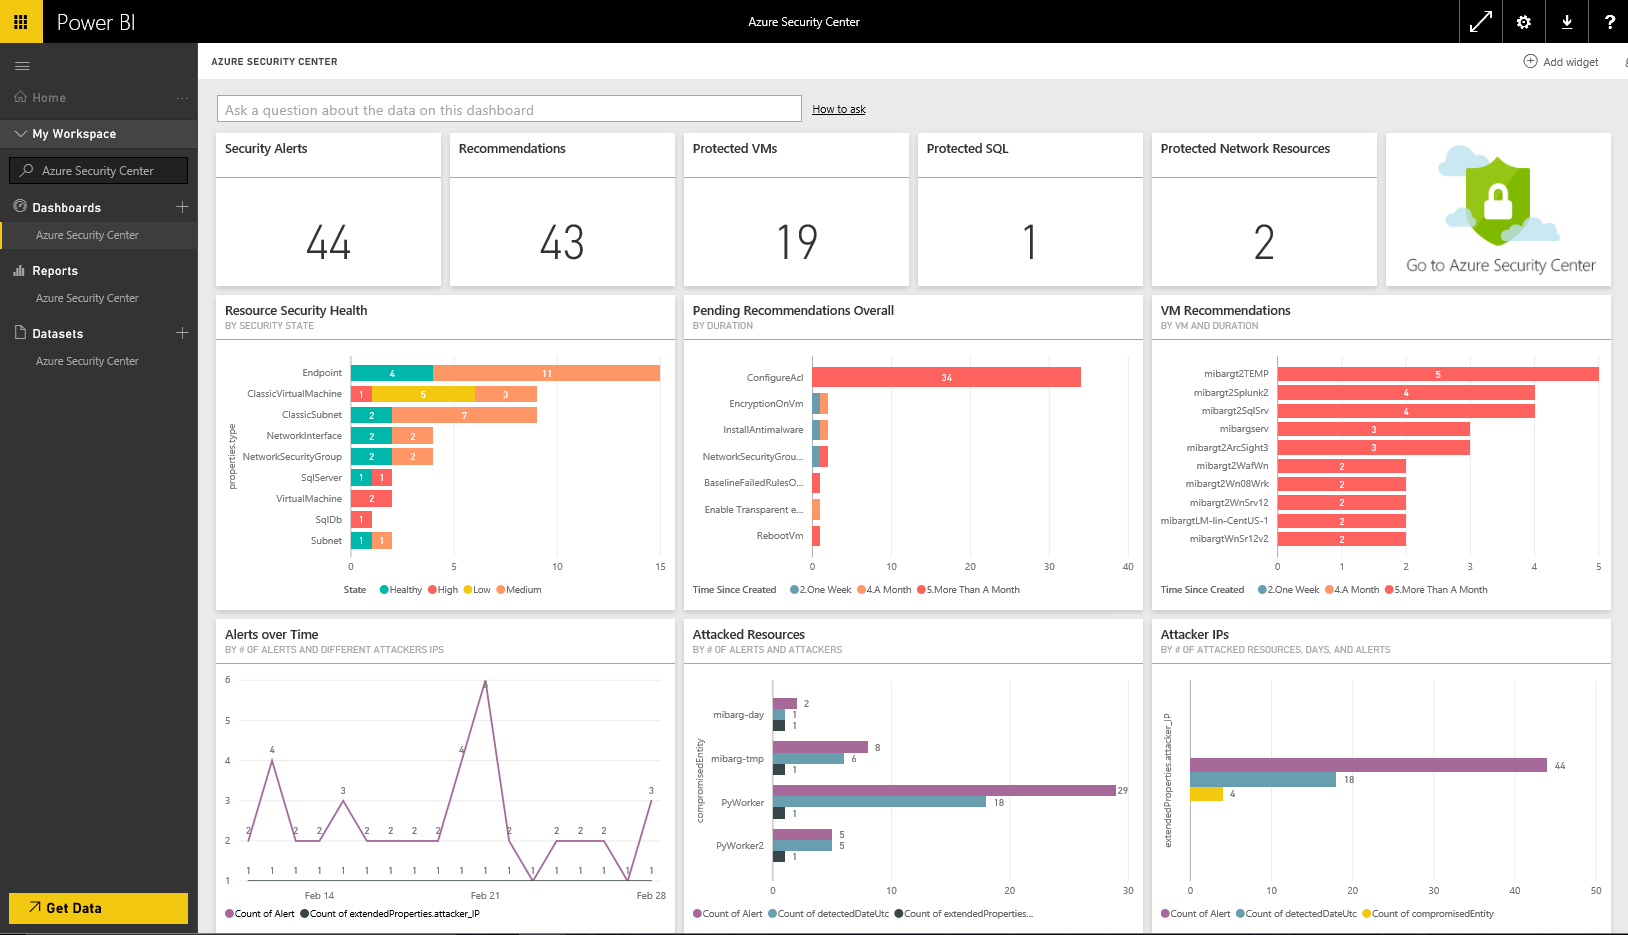 Power BI
Azure Security Center
?
AZURE SECURITY CENTER
Add widget
Home ...
My Workspace
Azure Security Center
Dashboards
Azure Security Center
Reports
Azure Security Center
Datasets
Azure Security Center
Get Data
Ask a question about the data on this dashboard
How to ask
Security Alerts
44
Recommendations
43
Protected VMs
19
Protected SQL
1
Protected Network Resources
2
Go to Azure Security Center
Resource Security Health
BY SECURITY STATE
properties.type
Endpoint 4 11
ClassicVirtualMachine 1 5 3
ClassicSubnet 2 7
NetworkInterface 2 2
NetworkSecurityGroup 2 2
SqlServer 1 1
VirtualMachine 2
SqlDb 1
Subnet 1 1
0 5 10 15
State Healthy High Low Medium
Pending Recommendations Overall
BY DURATION
ConfigureAcl 34
EncryptionOnVm
InstallAntimalware
NetworkSecurityGrou...
BaselineFailedRulesO...
Enable Transparent e...
RebootVm
0 10 20 30 40
Time Since Created 2.One Week 4.A Month 5.More Than A Month
VM Recommendations
BY VM AND DURATION
mibargt2TEMP 5
mibargt2Splunk2 4
mibargt2SqlSrv 4
mibargserv 3
mibargt2ArcSight3 3
mibargt2WafWn 2
mibargt2Wn08Wrk 2
mibargt2WnSrv12 2
mibargtLM-lin-CentUS-1 2
mibargtWnSr12v2 2
0 1 2 3 4 5
Time Since Created 2.One Week 4.A Month 5.More Than A Month
Alerts over Time
BY # OF ALERTS AND DIFFERENT ATTACKERS IPS
6
5
4
3
2
1
2 4 2 2 3 2 2 2 2 4 6 2 1 2 2 2 1 3
1 1 1 1 1 1 1 1 1 1 1 1 1 1 1 1 1 1
Feb 14 Feb 21 Feb 28
Count of Alert Count of extendedProperties.attacker_IP
Attacked Resources
BY # OF ALERTS AND ATTACKERS
compromisedEntity
mibarg-day 2 1 1
mibarg-tmp 8 6 1
PyWorker 29 18 1
PyWorker2 5 5 1
0 10 20 30
Count of Alert Count of detectedDateUtc Count of extendedProperties...
Attacker IPs
BY # OF ATTACKED RESOURCES, DAYS, AND ALERTS
extendedProperties.attacker_IP
44
18
4
0 10 20 30 40 50
Count of Alert Count of detectedDateUtc Count of compromisedEntity